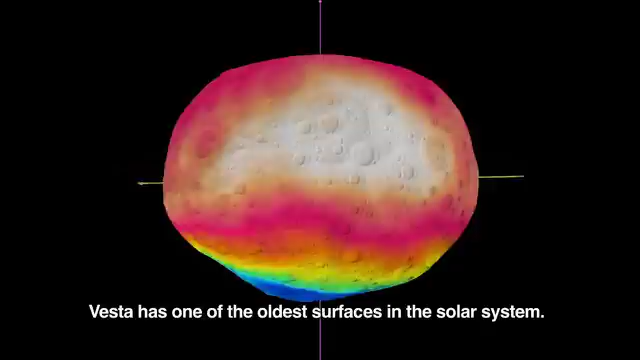 Vesta has one of the oldest surfaces in the solar system.